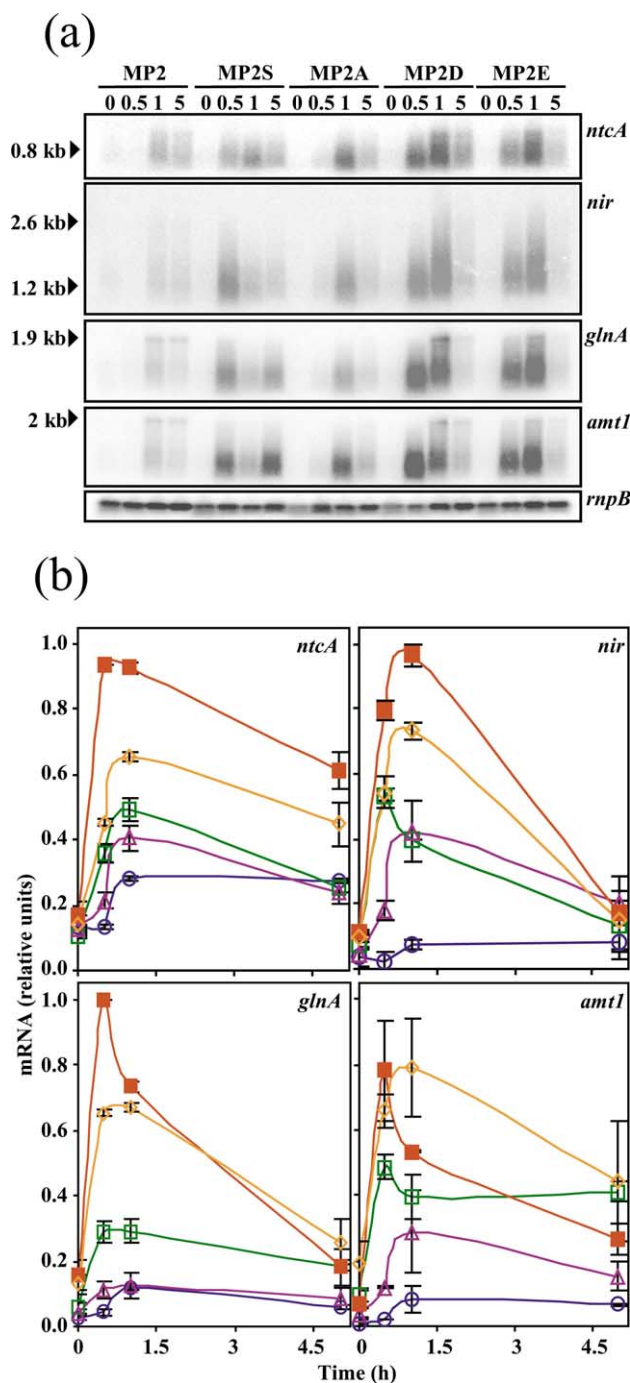 (a)
MP2 MP2S MP2A MP2D MP2E
0 0.5 1 5 0 0.5 1 5 0 0.5 1 5 0 0.5 1 5 0 0.5 1 5
0.8 kb ntcA
nir
2.6 kb
1.2 kb
1.9 kb glnA
2 kb amt1
rnpB
(b)
1.0 ntcA nir
0.8
0.6
0.4
0.2
0.0
1.0 glnA amt1
0.8
0.6
0.4
0.2
0.0
mRNA (relative units)
0 1.5 3 4.5 0 1.5 3 4.5
Time (h)